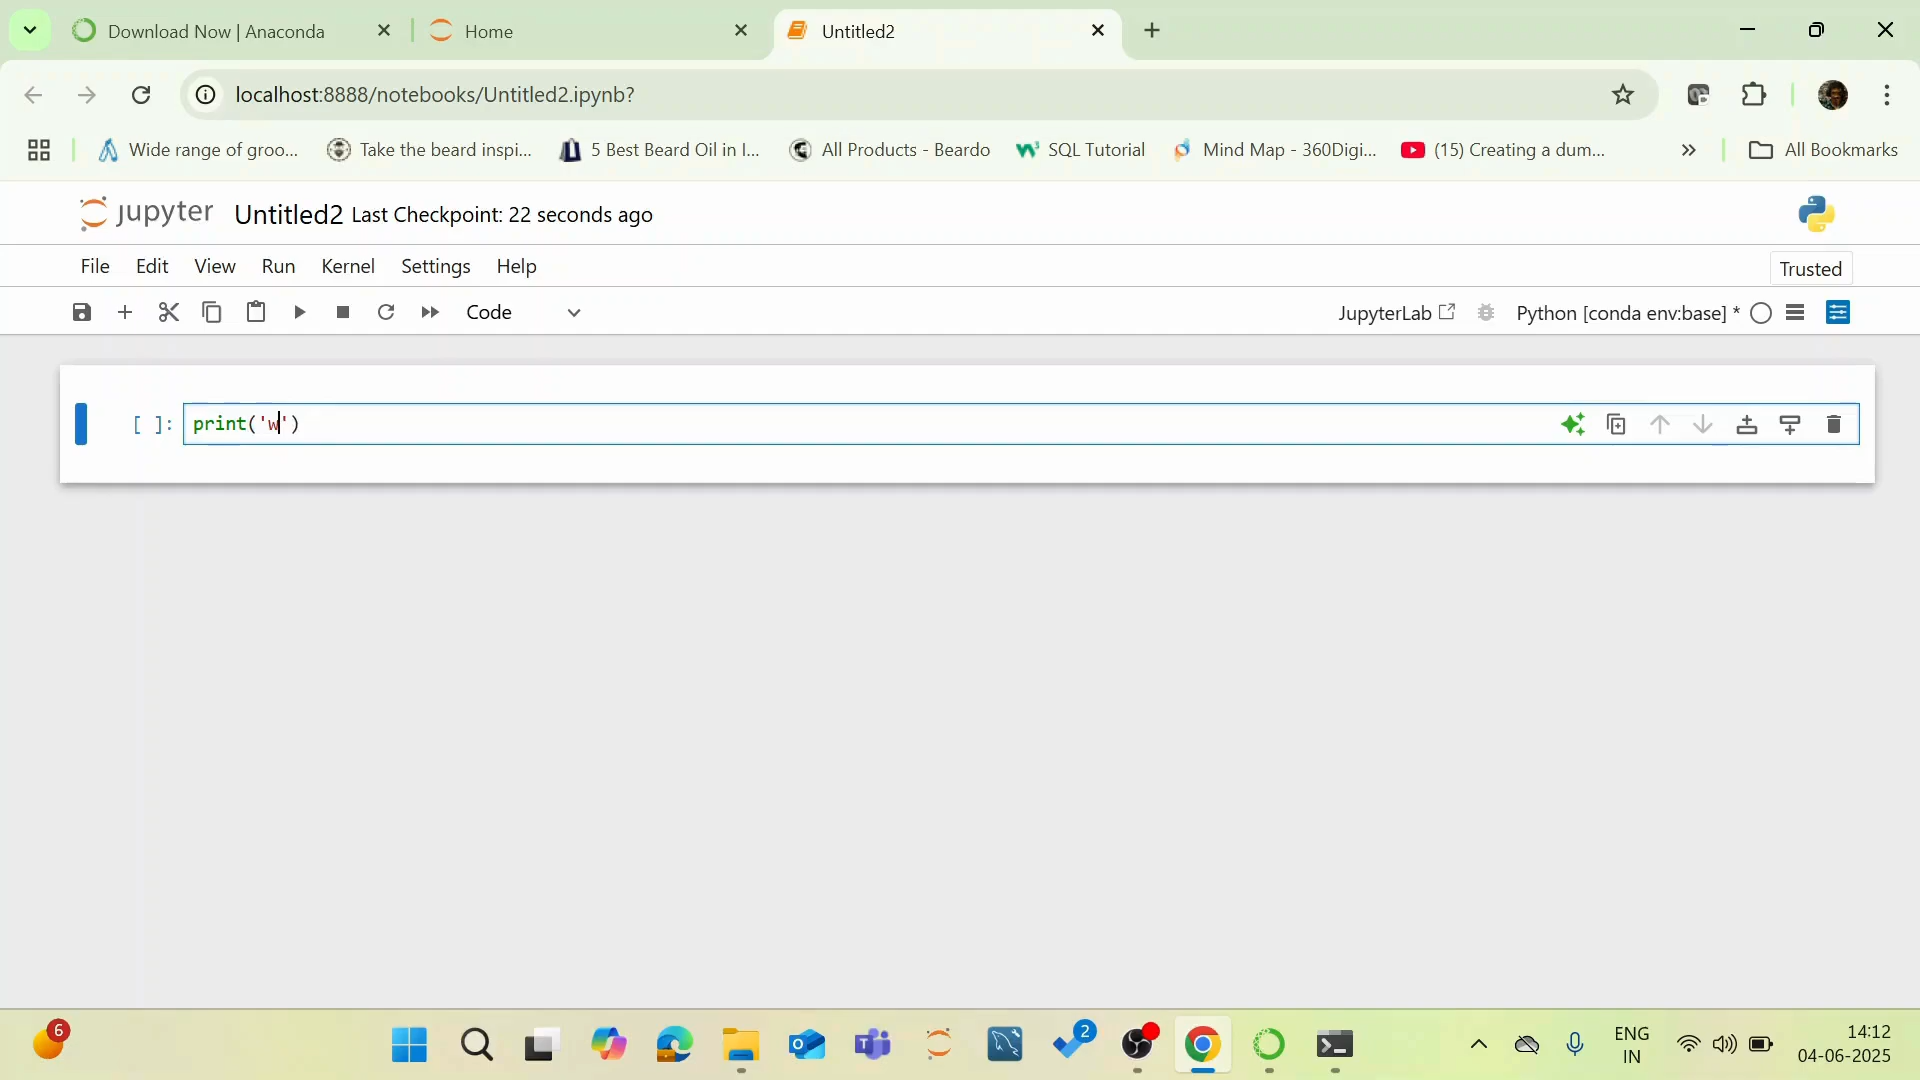 Download Now | Anaconda
Home
Untitled2
localhost:8888/notebooks/Untitled2.ipynb?
Wide range of groo...
Take the beard inspi...
5 Best Beard Oil in I...
All Products - Beardo
SQL Tutorial
Mind Map - 360Digi...
(15) Creating a dum...
All Bookmarks
jupyter Untitled2 Last Checkpoint: 22 seconds ago
File Edit View Run Kernel Settings Help
Trusted
Code
JupyterLab
Python [conda env:base] *
[ ]: print('w')
6
2
ENG
IN
14:12
04-06-2025